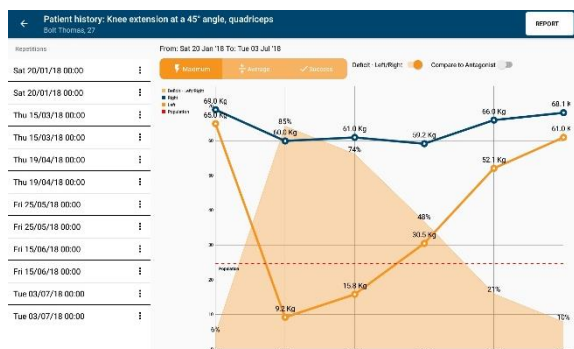 Patient history: Knee extension at a 45° angle, quadriceps
Bolt Thomas, 27
REPORT
Repetitions
From: Sat 20 Jan '18 To: Tue 03 Jul '18
Maximum
Average
Success
Deficit - Left/Right
Compare to Antagonist
Sat 20/01/18 00:00
Sat 20/01/18 00:00
Thu 15/03/18 00:00
Thu 15/03/18 00:00
Thu 19/04/18 00:00
Thu 19/04/18 00:00
Fri 25/05/18 00:00
Fri 25/05/18 00:00
Fri 15/06/18 00:00
Fri 15/06/18 00:00
Tue 03/07/18 00:00
Tue 03/07/18 00:00
Deficit - Left/Right
Right
Left
Population
69.0 Kg
65.0 Kg
85%
60.0 Kg
61.0 Kg
74%
59.2 Kg
66.0 Kg
68.1 K
61.0 K
52.1 Kg
48%
30.5 Kg
Population
15.8 Kg
9.2 Kg
21%
10%
6%
60
50
40
30
20
10